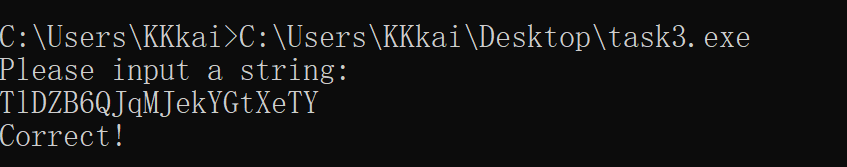 C:\Users\KKkai>C:\Users\KKkai\Desktop\task3.exe
Please input a string:
TlDZB6QJqMJekYGtXeTY
Correct!